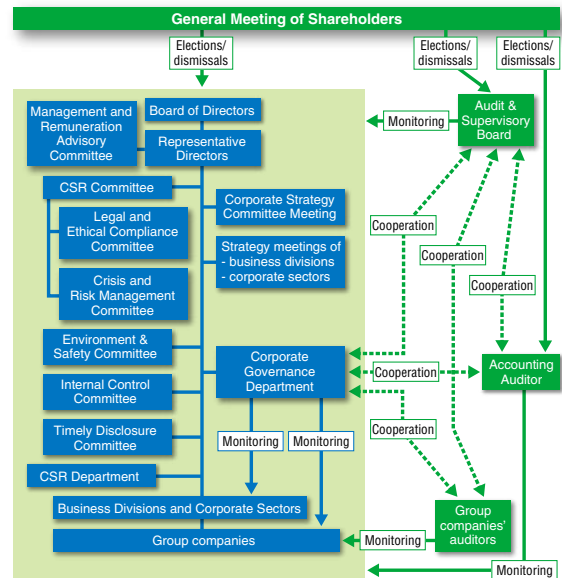 General Meeting of Shareholders
Elections/
dismissals
Elections/
dismissals
Elections/
dismissals
Board of Directors
Management and
Remuneration
Advisory
Committee
Representative
Directors
Monitoring
Audit &
Supervisory
Board
CSR Committee
Corporate Strategy
Committee Meeting
Legal and
Ethical Compliance
Committee
Cooperation
Strategy meetings of
- business divisions
- corporate sectors
Cooperation
Crisis and
Risk Management
Committee
Cooperation
Environment &
Safety Committee
Corporate
Governance
Department
Cooperation
Accounting
Auditor
Internal Control
Committee
Timely Disclosure
Committee
Monitoring
Monitoring
Cooperation
CSR Department
Business Divisions and Corporate Sectors
Group
companies'
auditors
Group companies
Monitoring
Monitoring